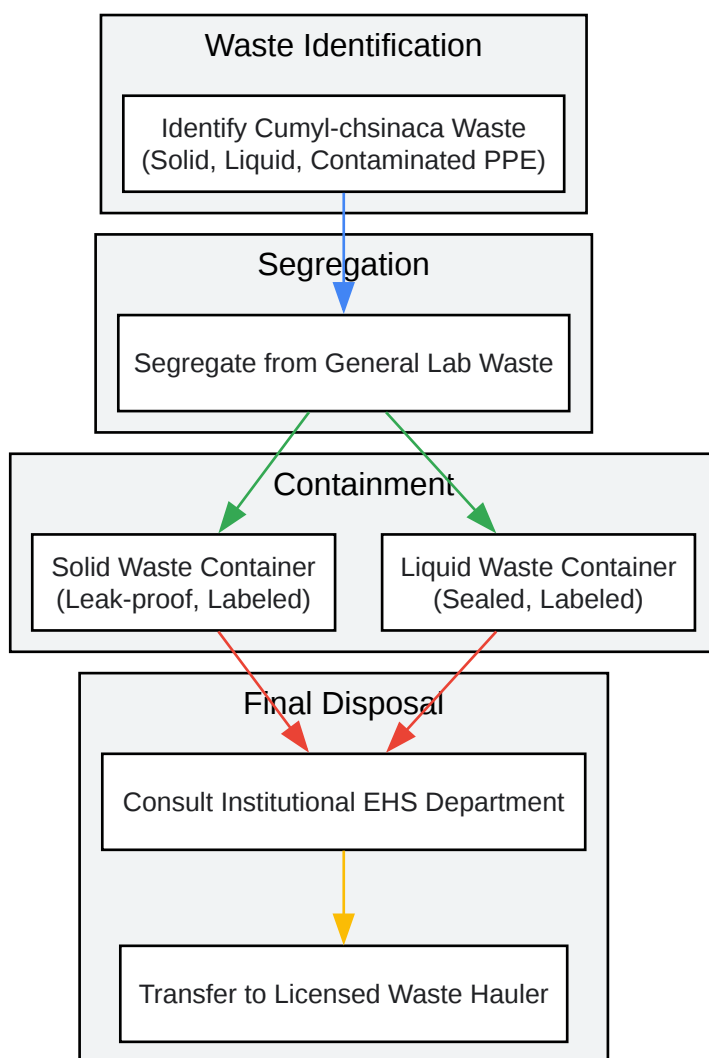 Waste Identification
Identify Cumyl-chsinaca Waste
(Solid, Liquid, Contaminated PPE)
Segregation
Segregate from General Lab Waste
Containment
Solid Waste Container
(Leak-proof, Labeled)
Liquid Waste Container
(Sealed, Labeled)
Final Disposal
Consult Institutional EHS Department
Transfer to Licensed Waste Hauler